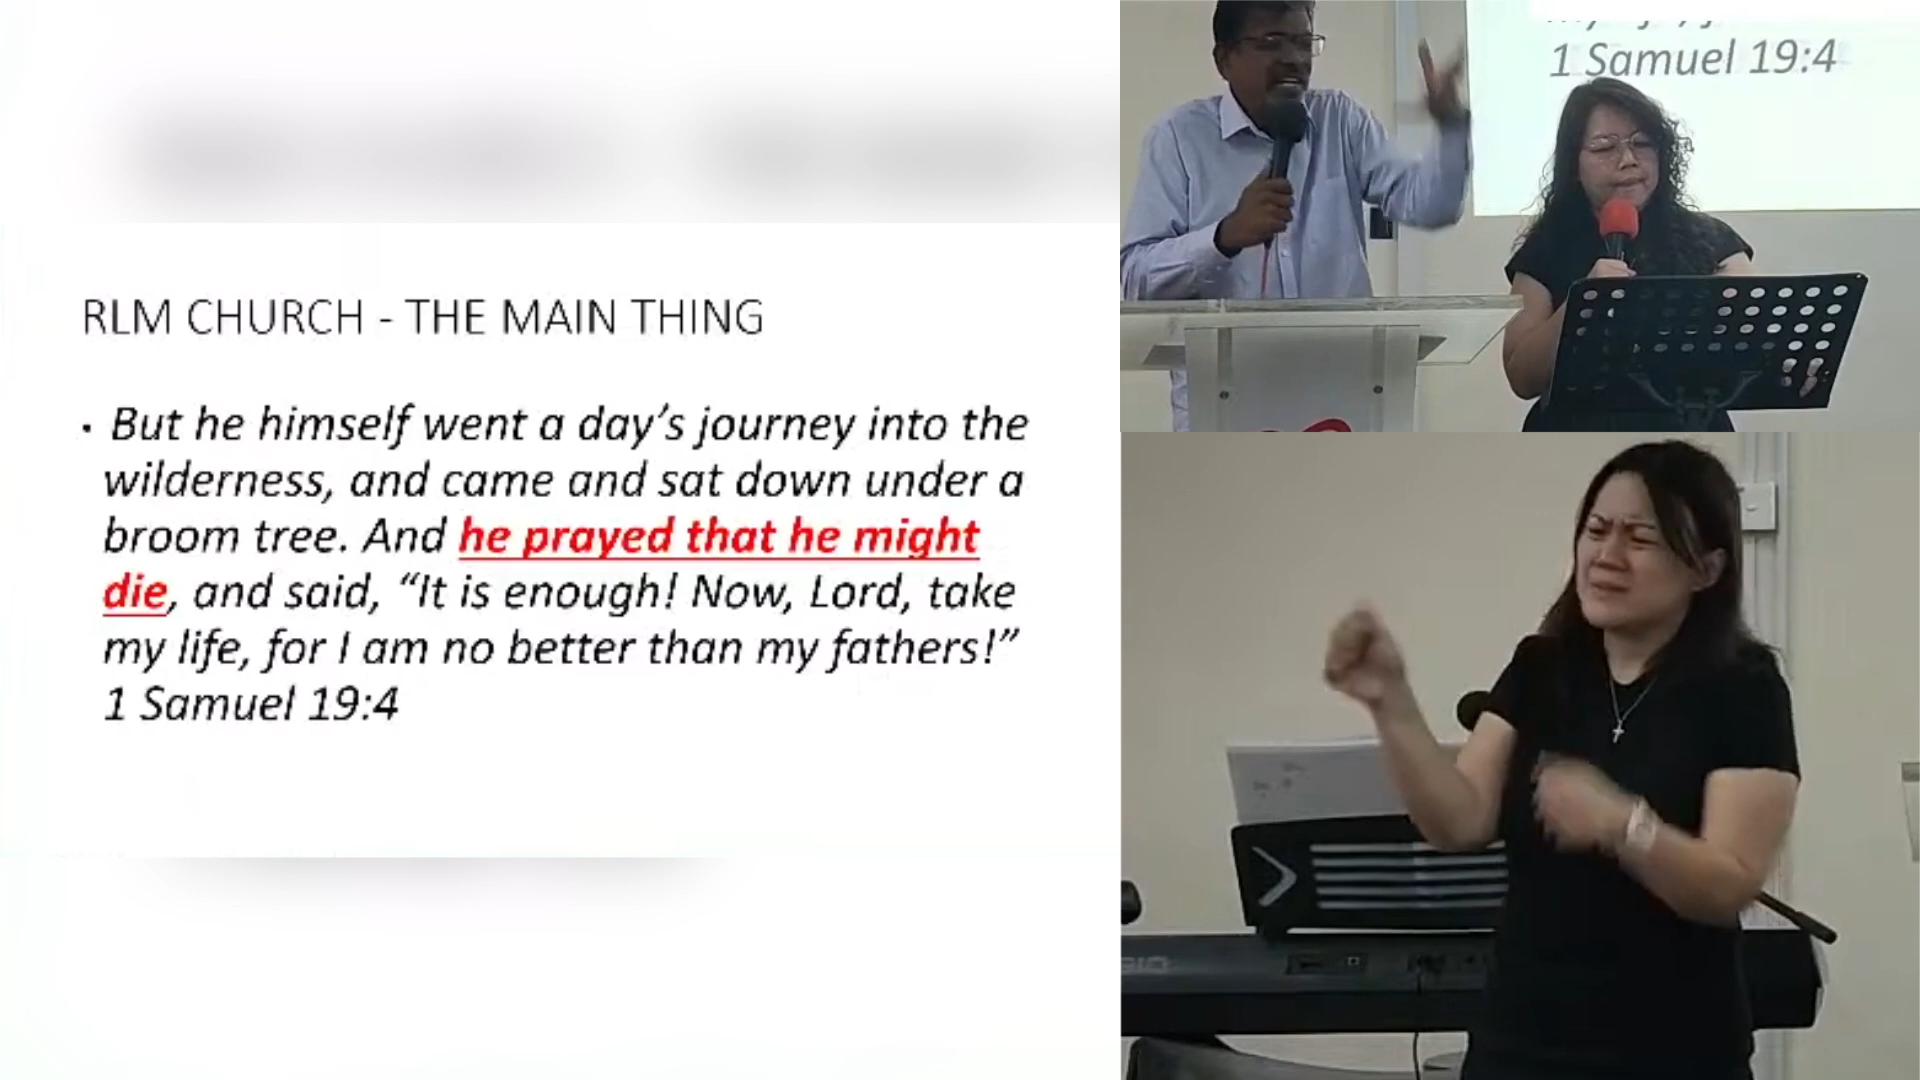 RLM CHURCH - THE MAIN THING
· But he himself went a day’s journey into the
wilderness, and came and sat down under a
broom tree. And he prayed that he might
die, and said, “It is enough! Now, Lord, take
my life, for I am no better than my fathers!”
1 Samuel 19:4
1 Samuel 19:4